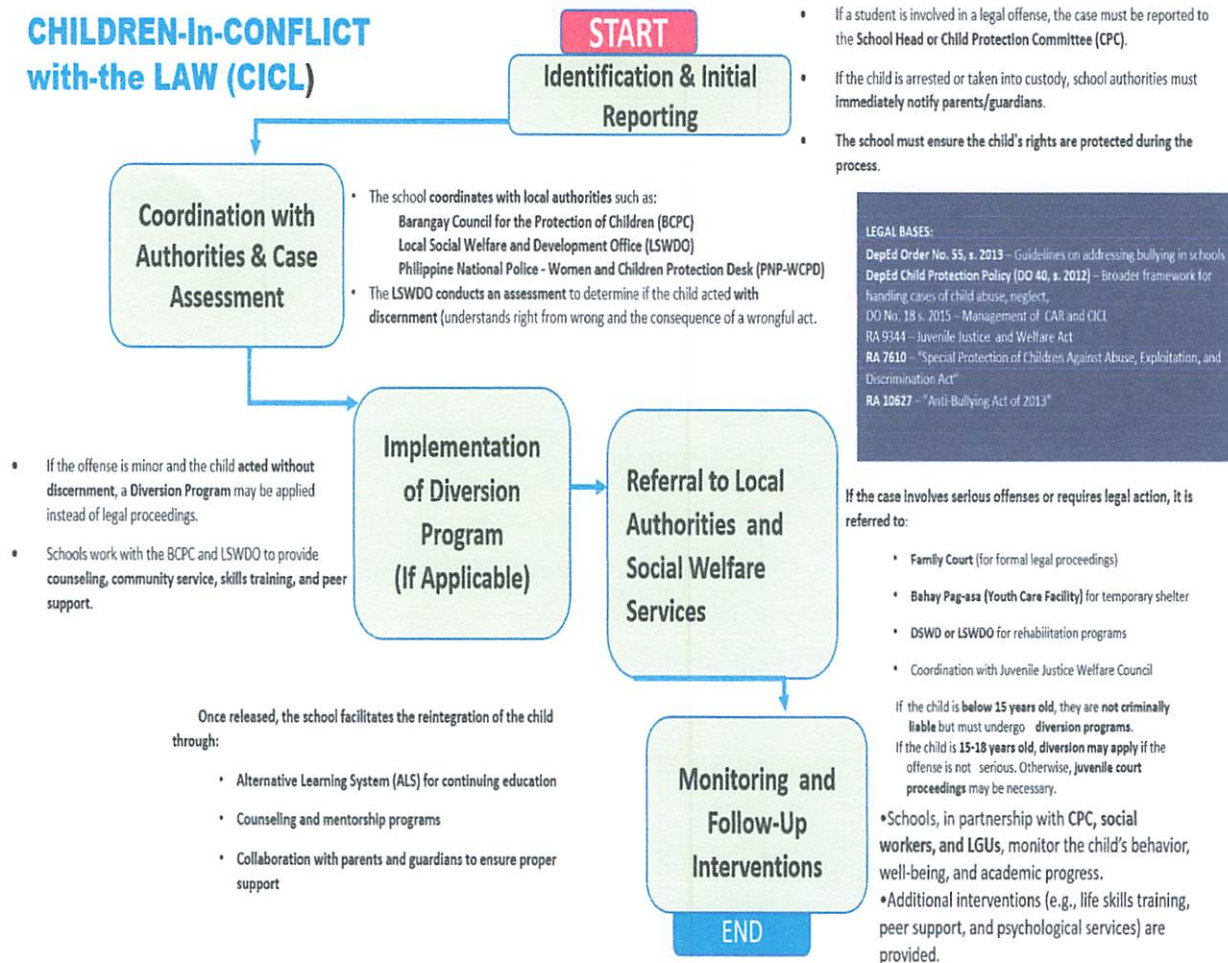 CHILDREN-in-CONFLICT
with-the LAW (CICL)
START
Identification & Initial
Reporting
• If a student is involved in a legal offense, the case must be reported to
the School Head or Child Protection Committee (CPC).
• If the child is arrested or taken into custody, school authorities must
immediately notify parents/guardians.
• The school must ensure the child's rights are protected during the
process.
Coordination with
Authorities & Case
Assessment
• The school coordinates with local authorities such as:
Barangay Council for the Protection of Children (BCPC)
Local Social Welfare and Development Office (LSWDO)
Philippine National Police - Women and Children Protection Desk (PNP-WCPD)
• The LSWDO conducts an assessment to determine if the child acted with
discernment (understands right from wrong and the consequence of a wrongful act.
LEGAL BASES:
DepEd Order No. 55, s. 2013 – Guidelines on addressing bullying in schools
DepEd Child Protection Policy (DO 40, s. 2012) – Broader framework for
handling cases of child abuse, neglect,
DO No. 18 s. 2015 – Management of CAR and CICL
RA 9344 – Juvenile Justice and Welfare Act
RA 7610 – "Special Protection of Children Against Abuse, Exploitation, and
Discrimination Act"
RA 10627 – "Anti-Bullying Act of 2013"
• If the offense is minor and the child acted without
discernment, a Diversion Program may be applied
instead of legal proceedings.
• Schools work with the BCPC and LSWDO to provide
counseling, community service, skills training, and peer
support.
Implementation
of Diversion
Program
(If Applicable)
Referral to Local
Authorities and
Social Welfare
Services
If the case involves serious offenses or requires legal action, it is
referred to:
• Family Court (for formal legal proceedings)
• Bahay Pag-asa (Youth Care Facility) for temporary shelter
• DSWD or LSWDO for rehabilitation programs
• Coordination with Juvenile Justice Welfare Council
If the child is below 15 years old, they are not criminally
liable but must undergo diversion programs.
If the child is 15-18 years old, diversion may apply if the
offense is not serious. Otherwise, juvenile court
proceedings may be necessary.
Once released, the school facilitates the reintegration of the child
through:
• Alternative Learning System (ALS) for continuing education
• Counseling and mentorship programs
• Collaboration with parents and guardians to ensure proper
support
Monitoring and
Follow-Up
Interventions
END
•Schools, in partnership with CPC, social
workers, and LGUs, monitor the child's behavior,
well-being, and academic progress.
•Additional interventions (e.g., life skills training,
peer support, and psychological services) are
provided.